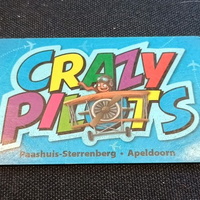 CRAZY
PILOTS
Paashuis-Sterrenberg • Apeldoorn